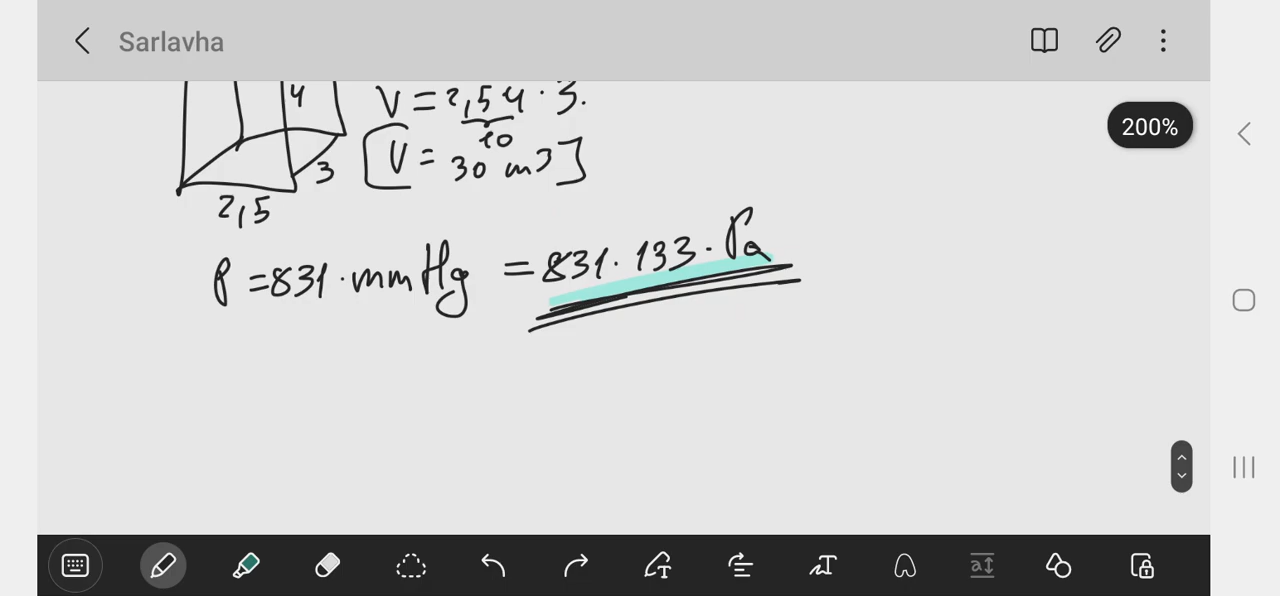 Sarlavha
4
V = 2,5 4 · 3.
10
200%
[V = 30 m3]
3
2,5
P = 831 · mmHg = 831 · 133 · Pa